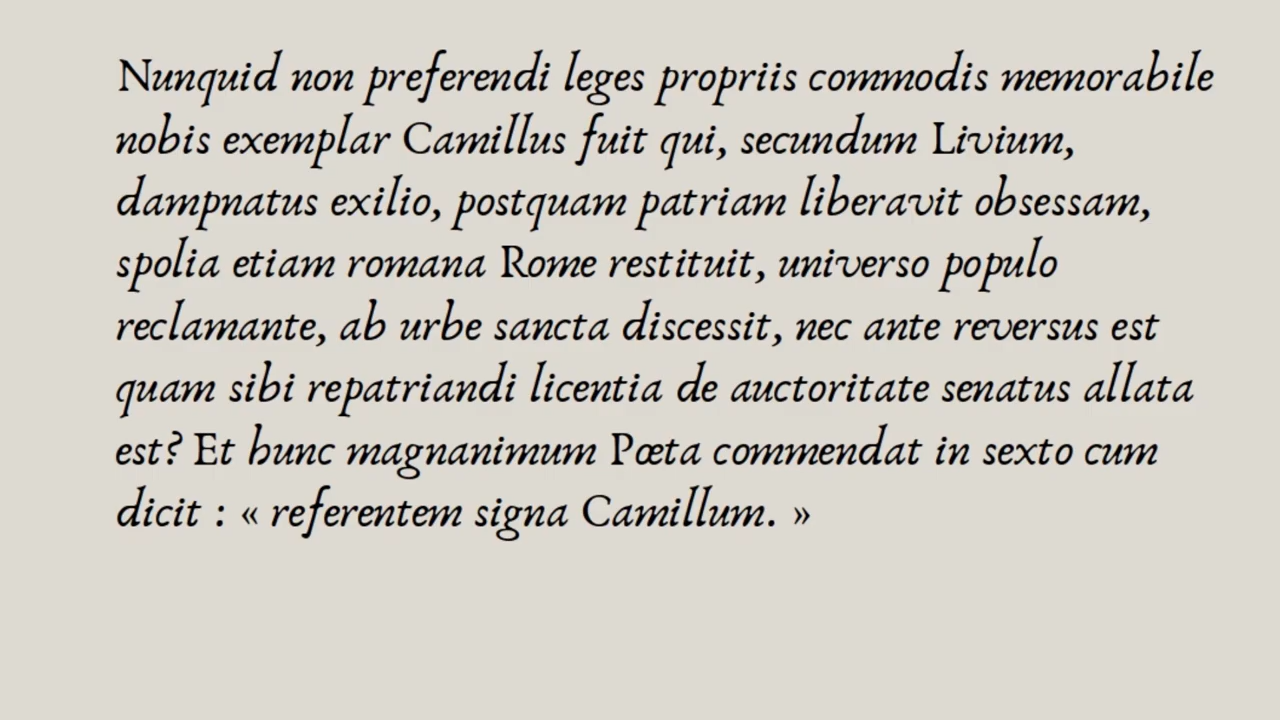 Nunquid non preferendi leges propriis commodis memorabile
nobis exemplar Camillus fuit qui, secundum Livium,
dampnatus exilio, postquam patriam liberavit obsessam,
spolia etiam romana Rome restituit, universo populo
reclamante, ab urbe sancta discessit, nec ante reversus est
quam sibi repatriandi licentia de auctoritate senatus allata
est? Et hunc magnanimum Pœta commendat in sexto cum
dicit : « referentem signa Camillum. »